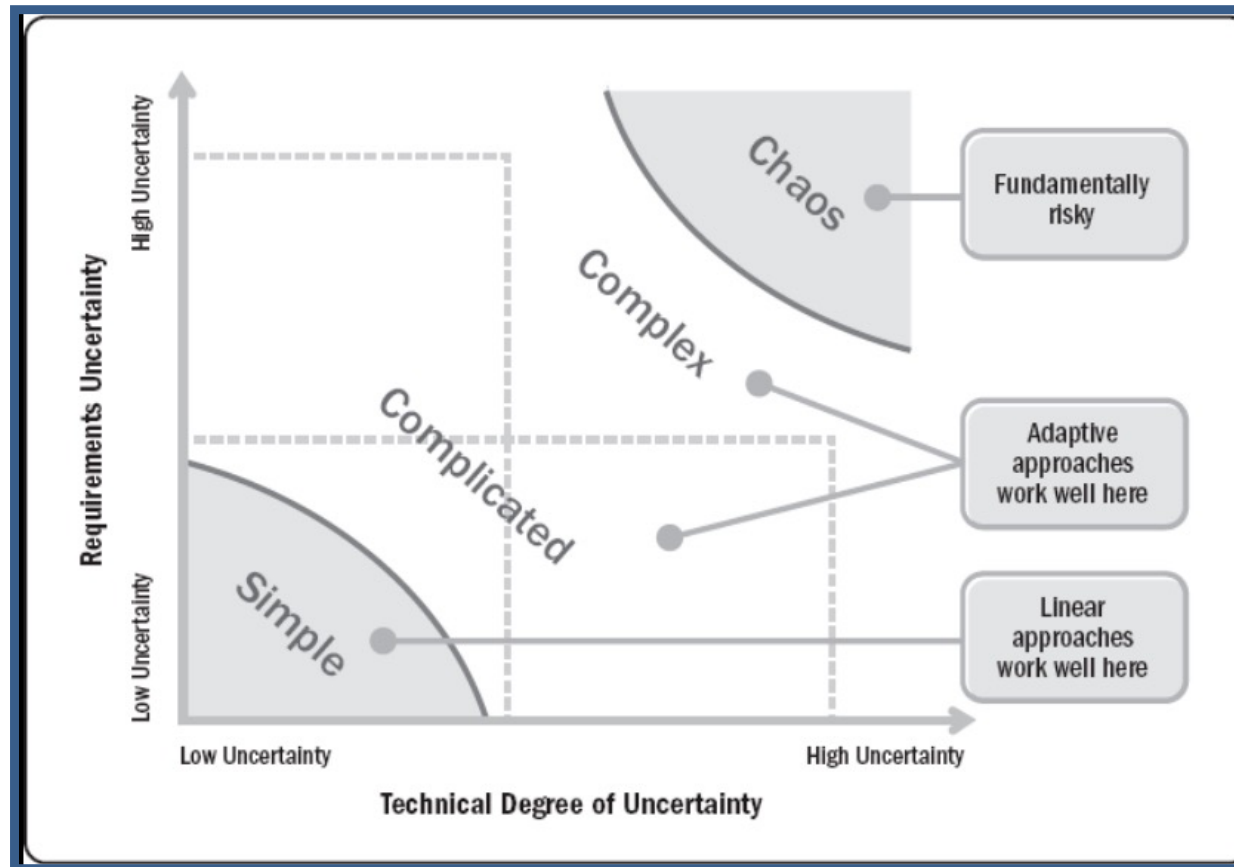 High Uncertainty
Requirements Uncertainty
Low Uncertainty
Chaos
Complex
Complicated
Simple
Fundamentally
risky
Adaptive
approaches
work well here
Linear
approaches
work well here
Low Uncertainty
High Uncertainty
Technical Degree of Uncertainty